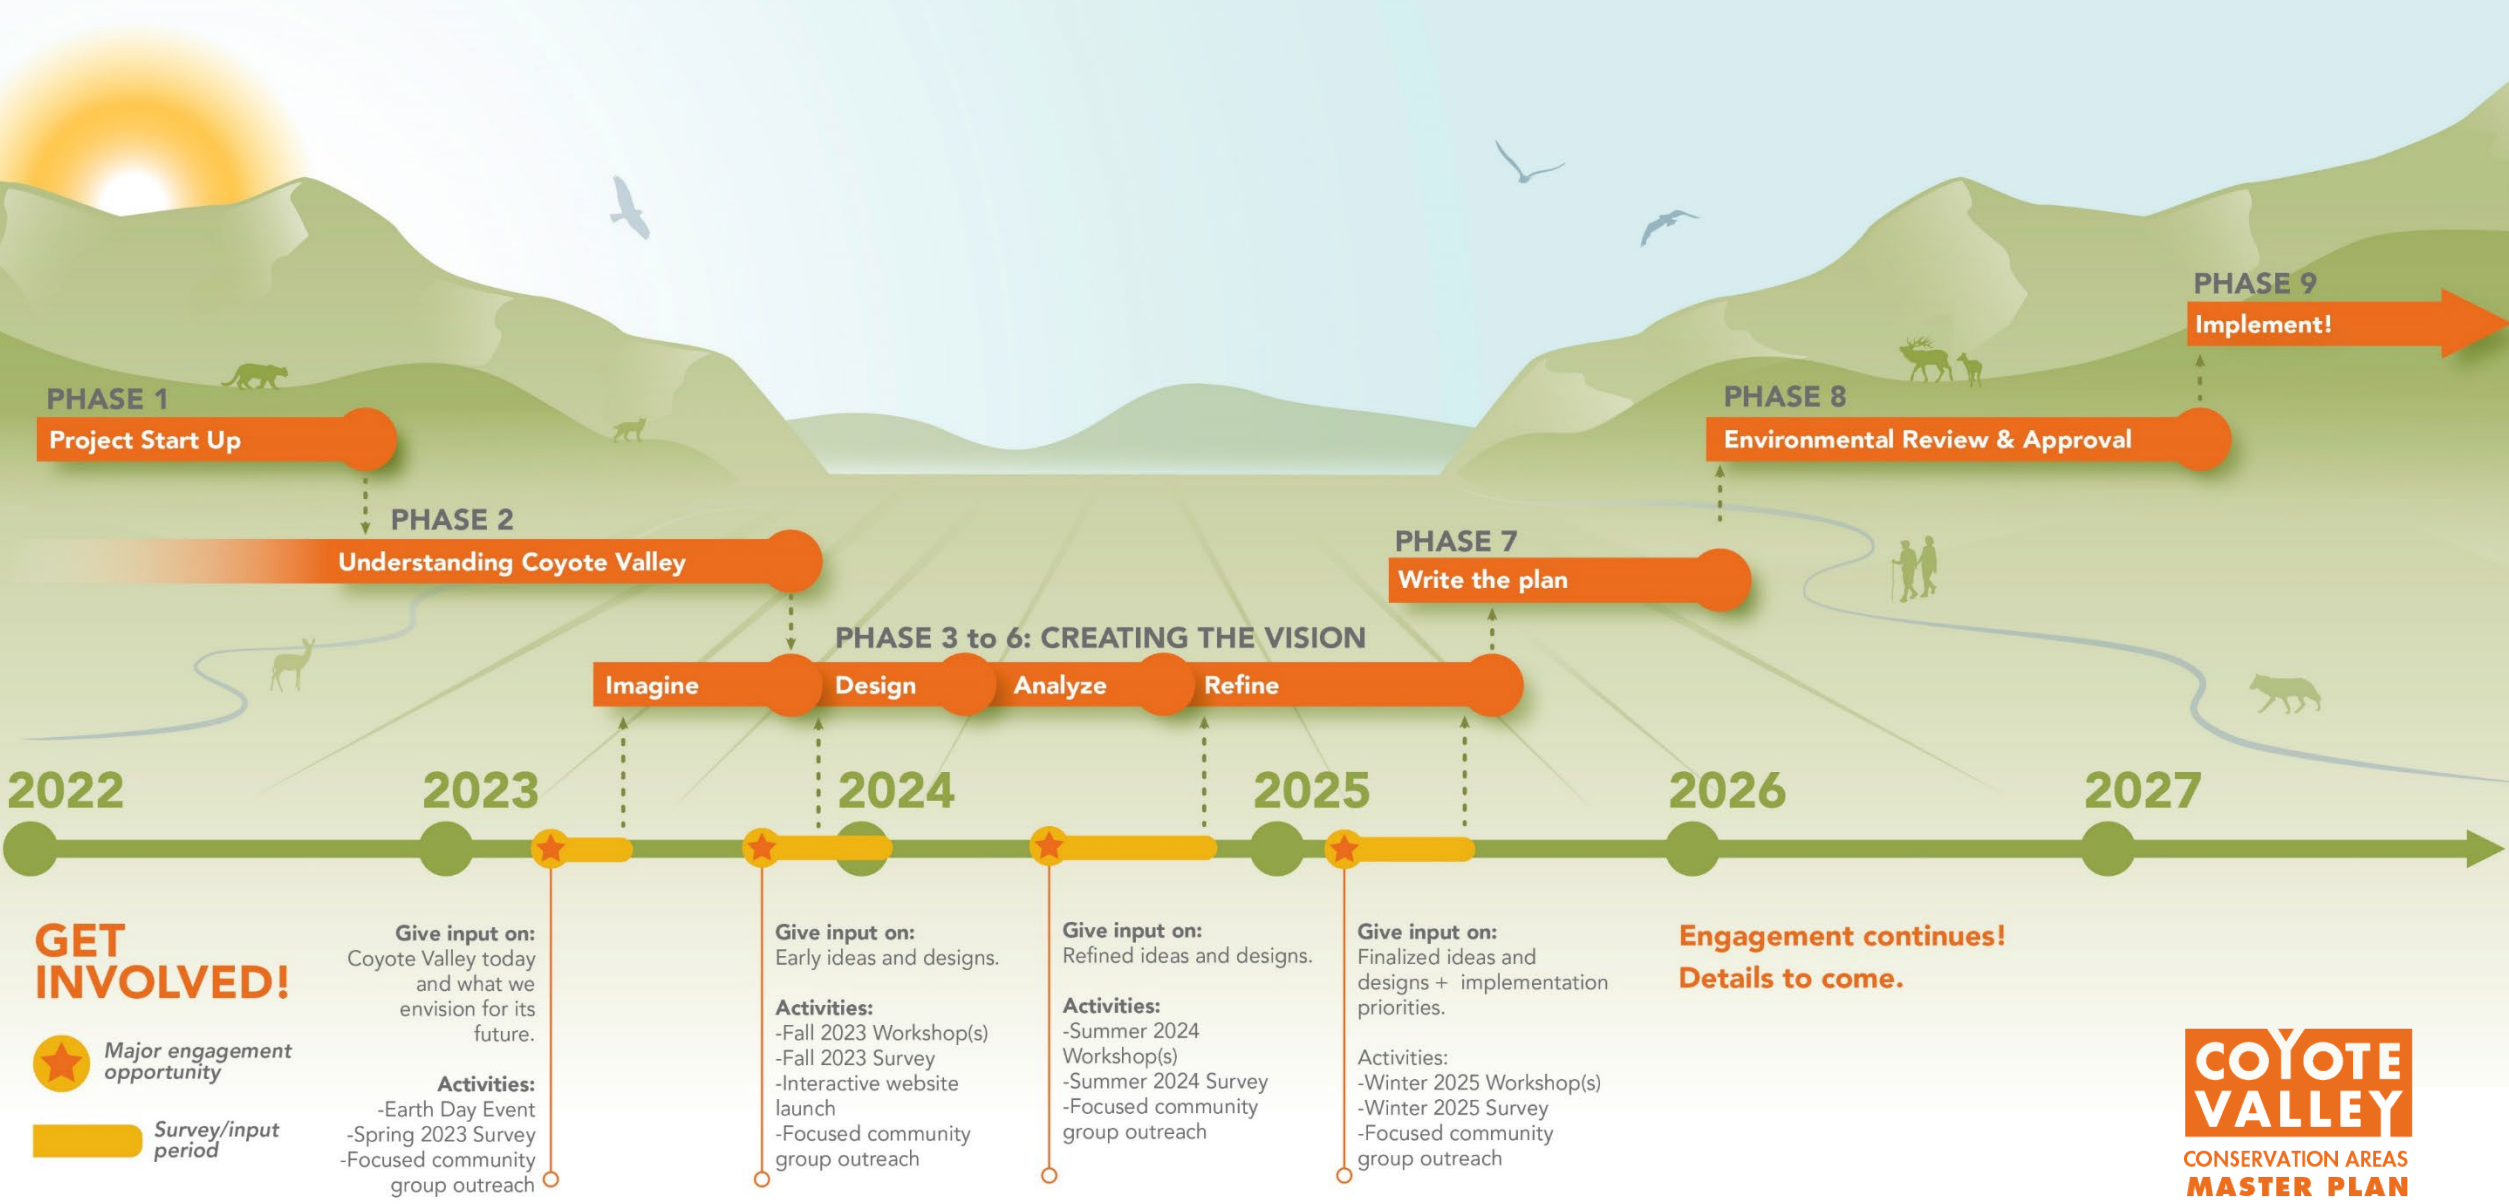 PHASE 1
Project Start Up
PHASE 2
Understanding Coyote Valley
PHASE 3 to 6: CREATING THE VISION
Imagine
Design
Analyze
Refine
PHASE 7
Write the plan
PHASE 8
Environmental Review & Approval
PHASE 9
Implement!
2022
2023
2024
2025
2026
2027
GET
INVOLVED!
Major engagement
opportunity
Survey/input
period
Give input on:
Coyote Valley today
and what we
envision for its
future.
Activities:
-Earth Day Event
-Spring 2023 Survey
-Focused community
group outreach
Give input on:
Early ideas and designs.
Activities:
-Fall 2023 Workshop(s)
-Fall 2023 Survey
-Interactive website
launch
-Focused community
group outreach
Give input on:
Refined ideas and designs.
Activities:
-Summer 2024
Workshop(s)
-Summer 2024 Survey
-Focused community
group outreach
Give input on:
Finalized ideas and
designs + implementation
priorities.
Activities:
-Winter 2025 Workshop(s)
-Winter 2025 Survey
-Focused community
group outreach
Engagement continues!
Details to come.
COYOTE
VALLEY
CONSERVATION AREAS
MASTER PLAN